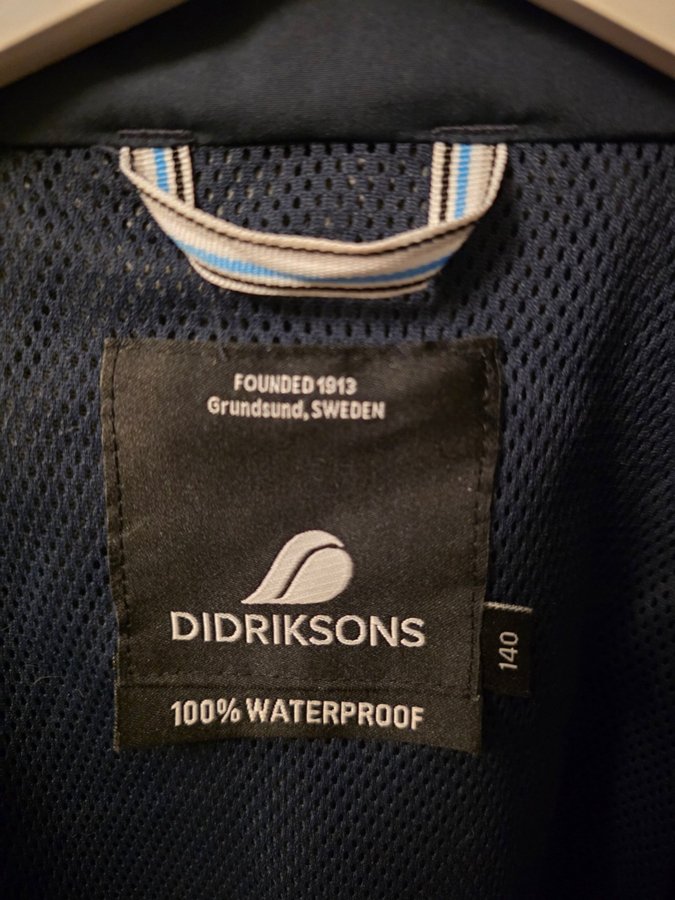 FOUNDED 1913
Grundsund, SWEDEN
DIDRIKSONS
140
100% WATERPROOF